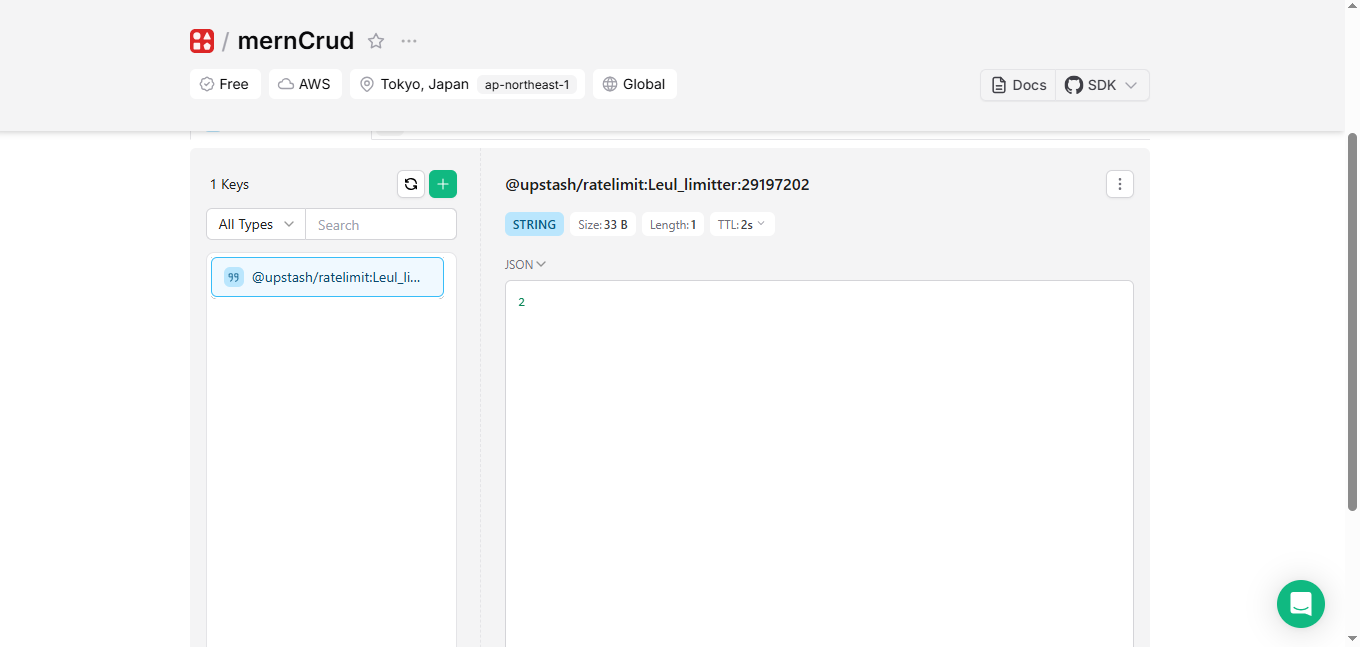 / mernCrud
Free AWS Tokyo, Japan ap-northeast-1 Global Docs SDK
1 Keys
All Types Search
@upstash/ratelimit:Leul_li...
@upstash/ratelimit:Leul_limitter:29197202
STRING Size: 33 B Length: 1 TTL: 2s
JSON
2